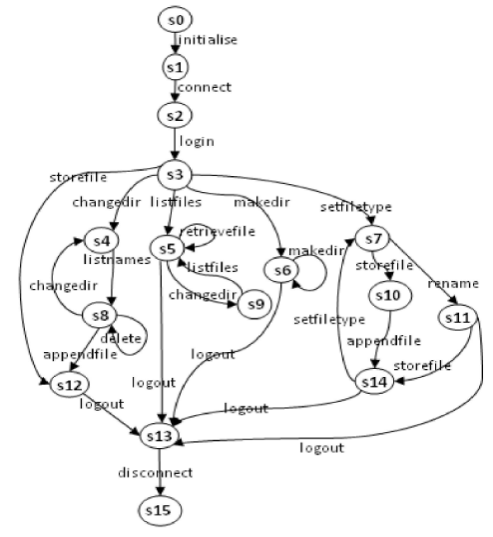 s0
initialise
s1
connect
s2
login
s3
storefile
changedir listfiles makedir
setfiletype
s4 s5 retrievefile s7
listnames s6 makedir storefile
listfiles
changedir changedir s9 s10 rename
s8 setfiletype s11
delete appendfile
appendfile logout storefile
s12 logout s14
logout logout
s13
logout
disconnect
s15